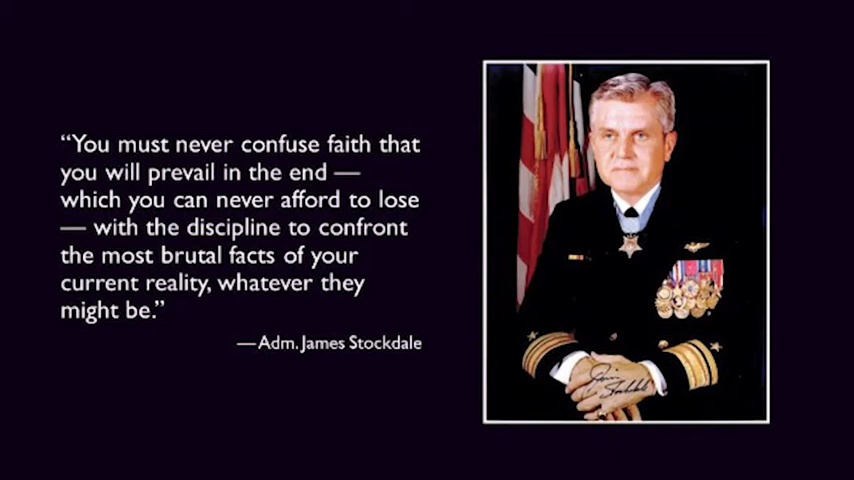 “You must never confuse faith that
you will prevail in the end —
which you can never afford to lose
— with the discipline to confront
the most brutal facts of your
current reality, whatever they
might be.”
—Adm. James Stockdale
Jim
Stockdale